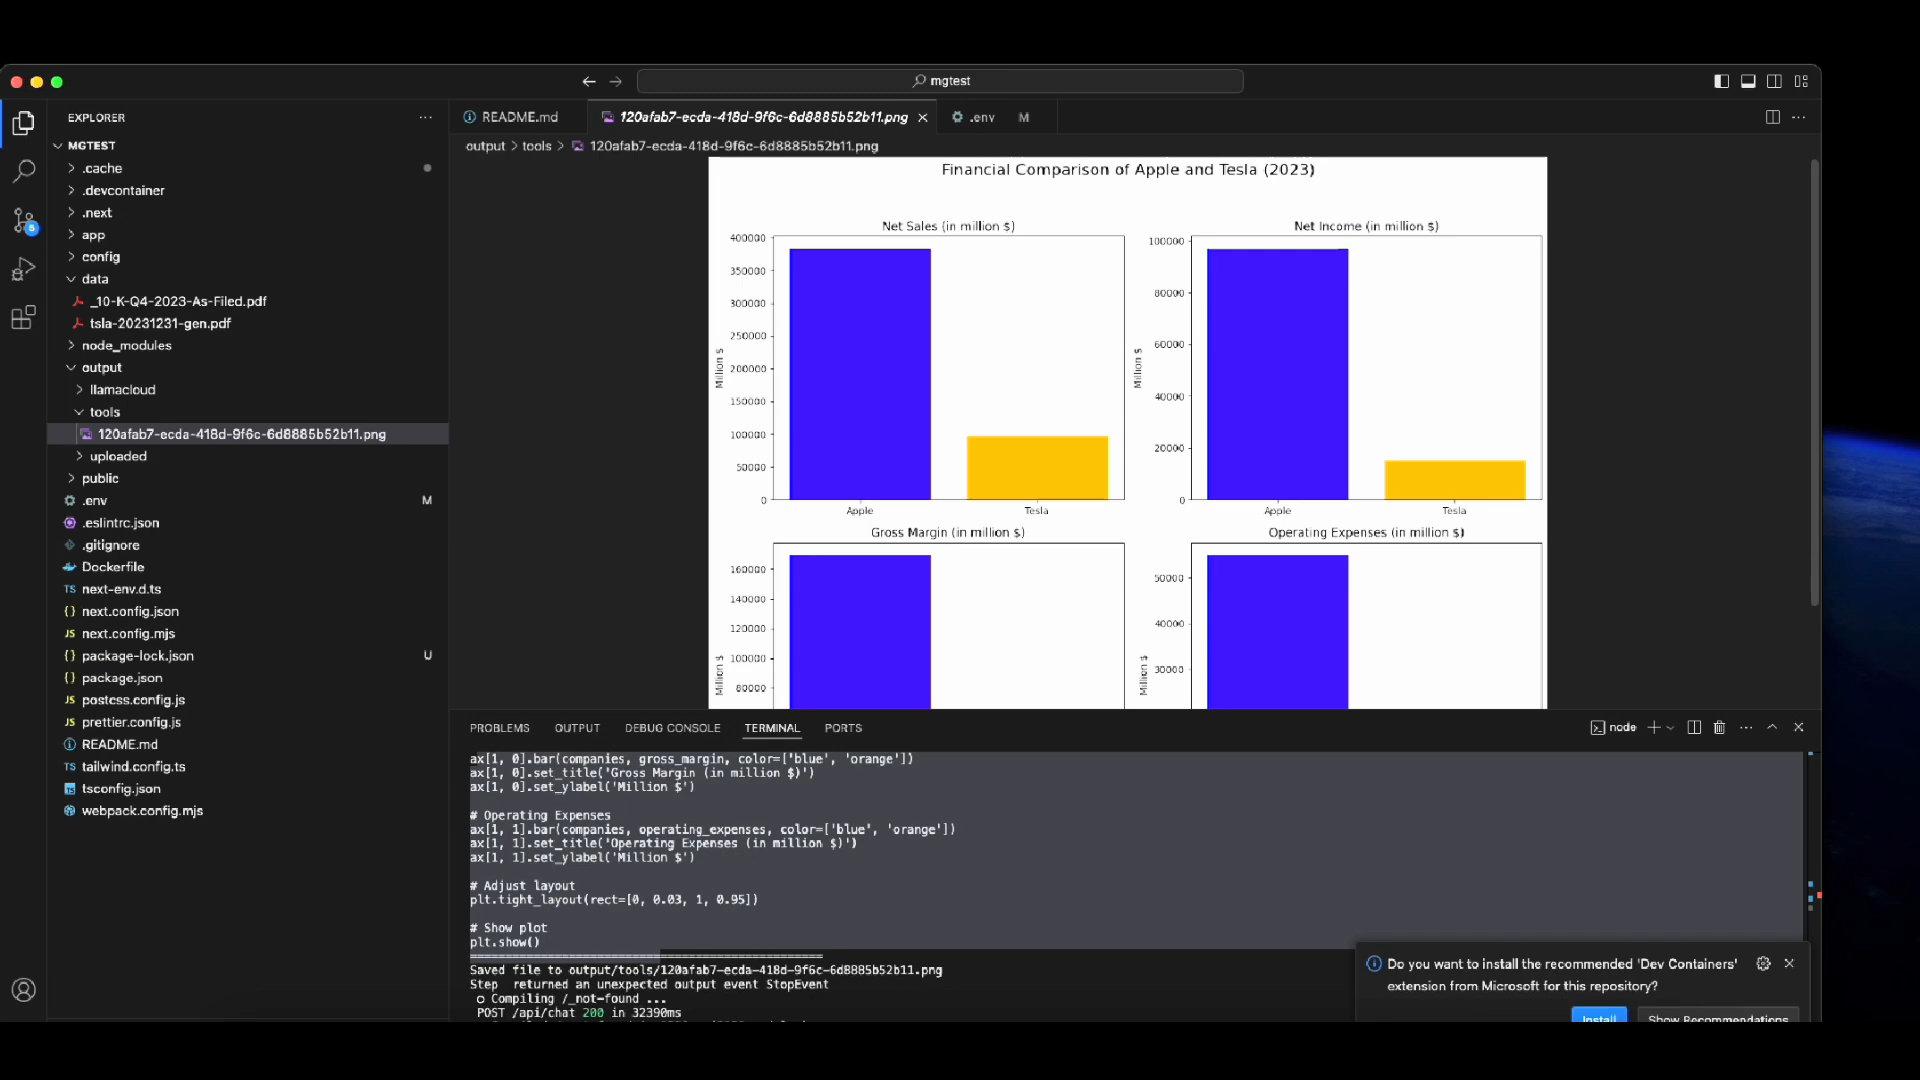 mgtest
EXPLORER
MGTEST
.cache
.devcontainer
.next
app
config
data
_10-K-Q4-2023-As-Filed.pdf
tsla-20231231-gen.pdf
node_modules
output
llamacloud
tools
120afab7-ecda-418d-9f6c-6d8885b52b11.png
uploaded
public
.env M
.eslintrc.json
.gitignore
Dockerfile
next-env.d.ts
next.config.json
next.config.mjs
package-lock.json U
package.json
postcss.config.js
prettier.config.js
README.md
tailwind.config.ts
tsconfig.json
webpack.config.mjs
README.md
120afab7-ecda-418d-9f6c-6d8885b52b11.png
.env M
output > tools > 120afab7-ecda-418d-9f6c-6d8885b52b11.png
Financial Comparison of Apple and Tesla (2023)
Net Sales (in million $)
400000
350000
300000
250000
200000
150000
100000
50000
0
Million $
Apple
Tesla
Net Income (in million $)
100000
80000
60000
40000
20000
0
Million $
Apple
Tesla
Gross Margin (in million $)
160000
140000
120000
100000
80000
Million $
Operating Expenses (in million $)
50000
40000
30000
Million $
PROBLEMS OUTPUT DEBUG CONSOLE TERMINAL PORTS
node
ax[1, 0].bar(companies, gross_margin, color=['blue', 'orange'])
ax[1, 0].set_title('Gross Margin (in million $)')
ax[1, 0].set_ylabel('Million $')
# Operating Expenses
ax[1, 1].bar(companies, operating_expenses, color=['blue', 'orange'])
ax[1, 1].set_title('Operating Expenses (in million $)')
ax[1, 1].set_ylabel('Million $')
# Adjust layout
plt.tight_layout(rect=[0, 0.03, 1, 0.95])
# Show plot
plt.show()
==================================================
Saved file to output/tools/120afab7-ecda-418d-9f6c-6d8885b52b11.png
Step  returned an unexpected output event StopEvent
○ Compiling /_not-found ...
POST /api/chat 200 in 32390ms
Do you want to install the recommended 'Dev Containers'
extension from Microsoft for this repository?
Install
Show Recommendations